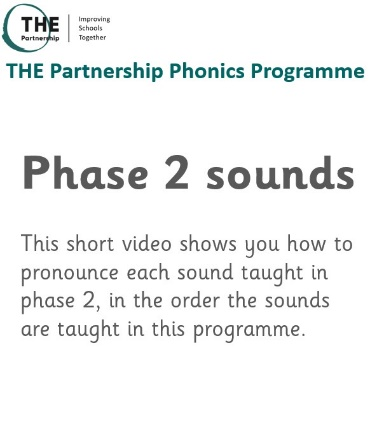 THE
Partnership
Improving
Schools
Together
THE Partnership Phonics Programme
Phase 2 sounds
This short video shows you how to
pronounce each sound taught in
phase 2, in the order the sounds
are taught in this programme.